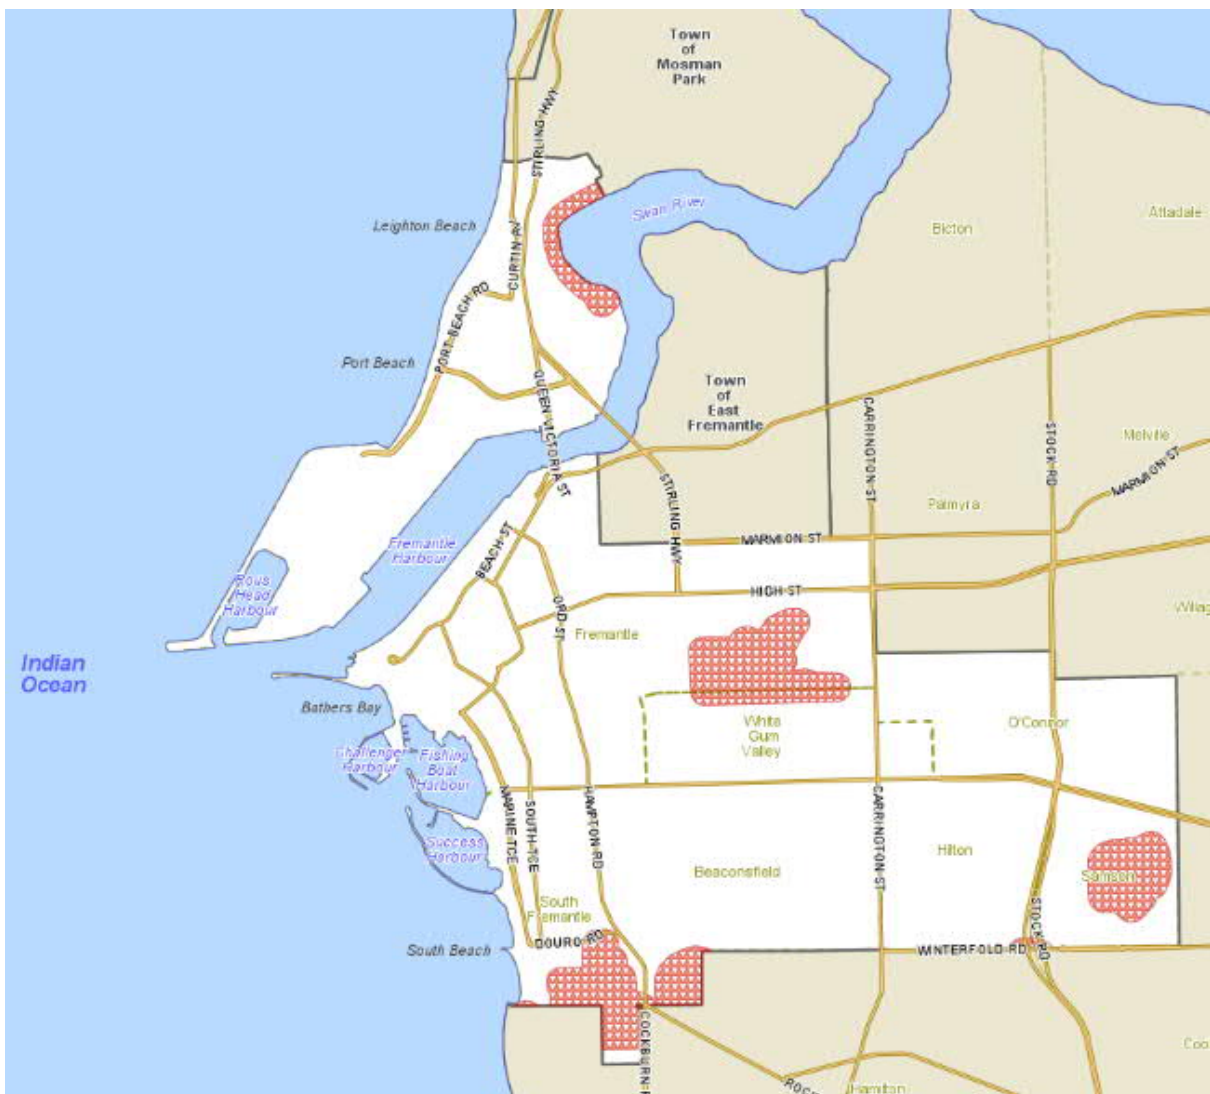 Town
of
Mosman
Park
STIRLING HWY
Swan River
Attadale
Leighton Beach
Bicton
CURTIN AV
PORT BEACH RD
Port Beach
QUEEN VICTORIA ST
Town
of
East
Fremantle
CARRINGTON ST
STOCK RD
Melville
MARMION ST
STIRLING HWY
Palmyra
BEACH ST
Fremantle
Harbour
MARMION ST
Rous
Head
Harbour
ORD ST
HIGH ST
Fremantle
Indian
Ocean
Bathers Bay
White
Gum
Valley
O'Connor
Challenger
Harbour
Fishing
Boat
Harbour
MARINE TCE
SOUTH TCE
HAMPTON RD
CARRINGTON ST
Success
Harbour
Hilton
Beaconsfield
Samson
South
Fremantle
STOCK RD
DOURO RD
South Beach
WINTERFOLD RD
COCKBURN
Hamilton